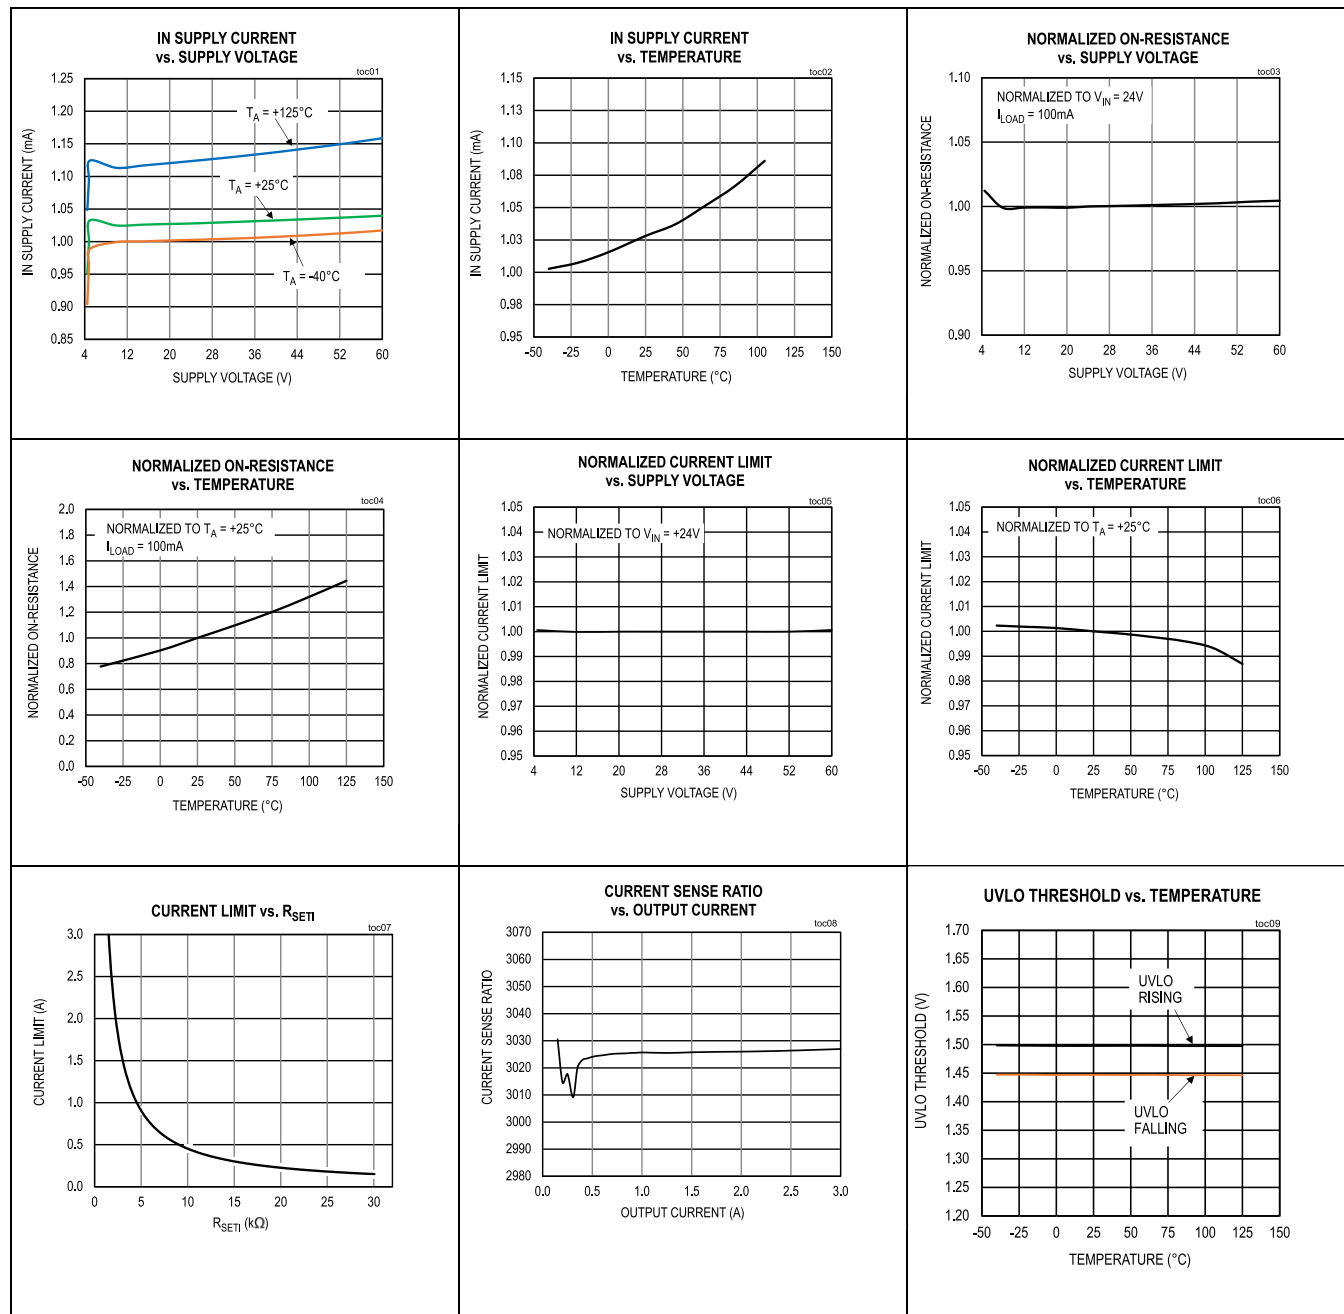 IN SUPPLY CURRENT
vs. SUPPLY VOLTAGE
toc01
IN SUPPLY CURRENT (mA)
1.25
1.20
1.15
1.10
1.05
1.00
0.95
0.90
0.85
T_A = +125°C
T_A = +25°C
T_A = -40°C
4 12 20 28 36 44 52 60
SUPPLY VOLTAGE (V)
IN SUPPLY CURRENT
vs. TEMPERATURE
toc02
IN SUPPLY CURRENT (mA)
1.15
1.13
1.10
1.08
1.05
1.03
1.00
0.98
0.95
-50 -25 0 25 50 75 100 125 150
TEMPERATURE (°C)
NORMALIZED ON-RESISTANCE
vs. SUPPLY VOLTAGE
toc03
NORMALIZED ON-RESISTANCE
1.10
1.05
1.00
0.95
0.90
NORMALIZED TO V_IN = 24V
I_LOAD = 100mA
4 12 20 28 36 44 52 60
SUPPLY VOLTAGE (V)
NORMALIZED ON-RESISTANCE
vs. TEMPERATURE
toc04
NORMALIZED ON-RESISTANCE
2.0
1.8
1.6
1.4
1.2
1.0
0.8
0.6
0.4
0.2
0.0
NORMALIZED TO T_A = +25°C
I_LOAD = 100mA
-50 -25 0 25 50 75 100 125 150
TEMPERATURE (°C)
NORMALIZED CURRENT LIMIT
vs. SUPPLY VOLTAGE
toc05
NORMALIZED CURRENT LIMIT
1.05
1.04
1.03
1.02
1.01
1.00
0.99
0.98
0.97
0.96
0.95
NORMALIZED TO V_IN = +24V
4 12 20 28 36 44 52 60
SUPPLY VOLTAGE (V)
NORMALIZED CURRENT LIMIT
vs. TEMPERATURE
toc06
NORMALIZED CURRENT LIMIT
1.05
1.04
1.03
1.02
1.01
1.00
0.99
0.98
0.97
0.96
0.95
NORMALIZED TO T_A = +25°C
-50 -25 0 25 50 75 100 125 150
TEMPERATURE (°C)
CURRENT LIMIT vs. R_SETI
toc07
CURRENT LIMIT (A)
3.0
2.5
2.0
1.5
1.0
0.5
0.0
0 5 10 15 20 25 30
R_SETI (kΩ)
CURRENT SENSE RATIO
vs. OUTPUT CURRENT
toc08
CURRENT SENSE RATIO
3070
3060
3050
3040
3030
3020
3010
3000
2990
2980
0.0 0.5 1.0 1.5 2.0 2.5 3.0
OUTPUT CURRENT (A)
UVLO THRESHOLD vs. TEMPERATURE
toc09
UVLO THRESHOLD (V)
1.70
1.65
1.60
1.55
1.50
1.45
1.40
1.35
1.30
1.25
1.20
UVLO
RISING
UVLO
FALLING
-50 -25 0 25 50 75 100 125 150
TEMPERATURE (°C)